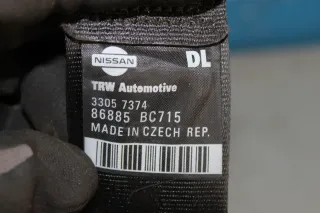 NISSAN
DL
TRW Automotive
3305 7374
86885 BC715
MADE IN CZECH REP.